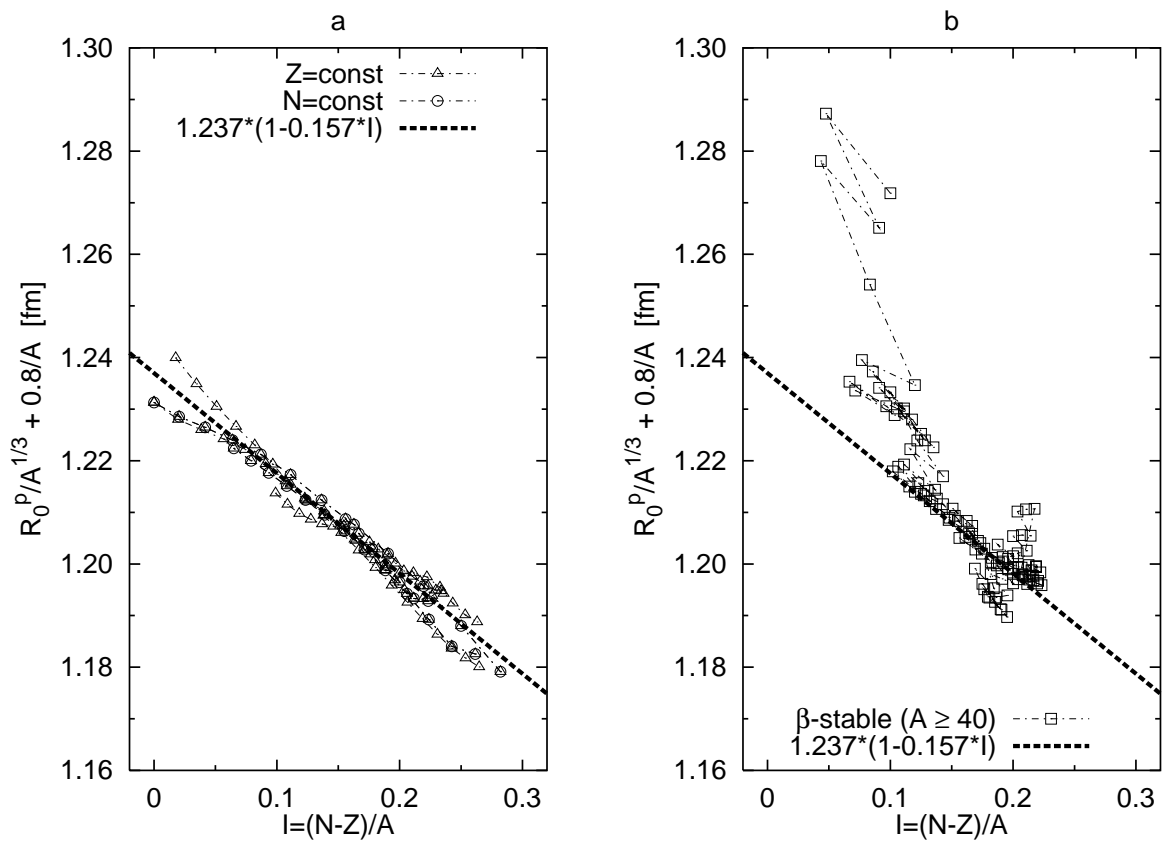 a
1.30
1.28
1.26
1.24
1.22
1.20
1.18
1.16
0
0.1
0.2
0.3
R₀ᵖ/A^{1/3} + 0.8/A [fm]
I=(N-Z)/A
Z=const
N=const
1.237*(1-0.157*I)
b
1.30
1.28
1.26
1.24
1.22
1.20
1.18
1.16
0
0.1
0.2
0.3
R₀ᵖ/A^{1/3} + 0.8/A [fm]
I=(N-Z)/A
β-stable (A ≥ 40)
1.237*(1-0.157*I)